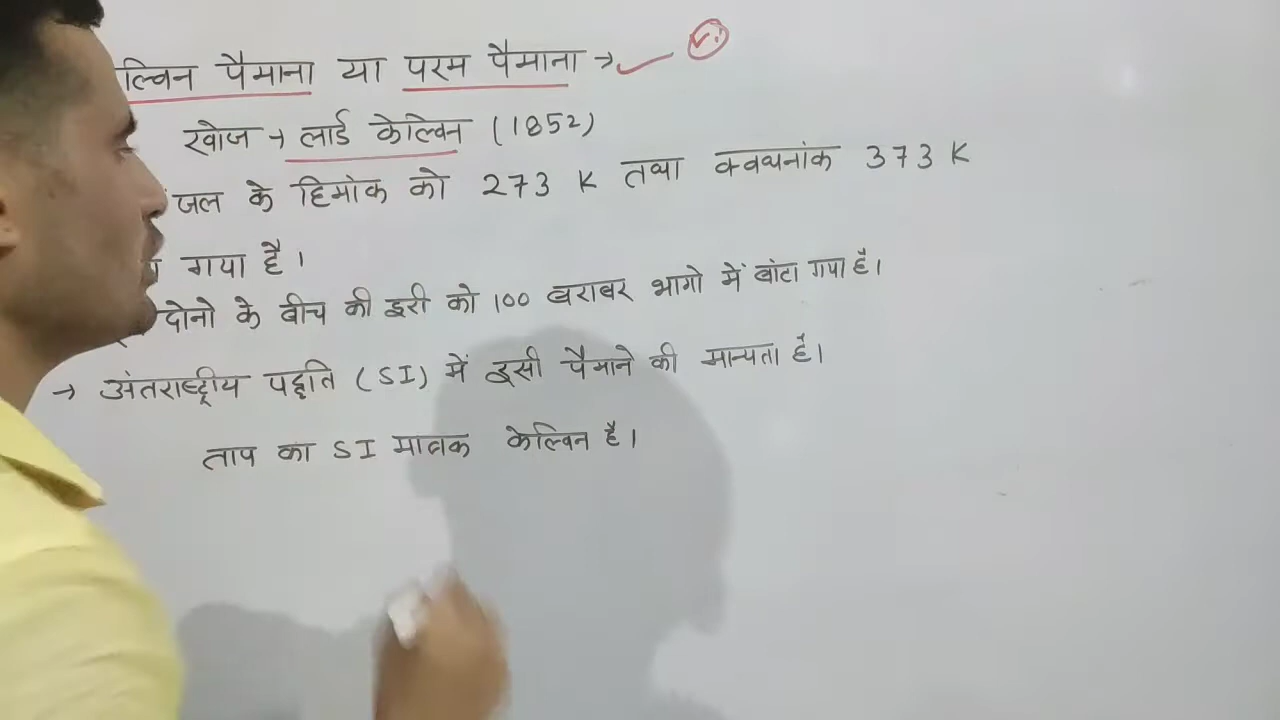 ल्विन पैमाना या परम पैमाना →
खोज → लार्ड केल्विन (1852)
जल के हिमांक को 273 K तथा क्वथनांक 373 K
गया है।
दोनो के बीच की दूरी को 100 बराबर भागो में बांटा गया है।
→ अंतराष्ट्रीय पद्दति (SI) में इसी पैमाने की मान्यता है।
ताप का SI मात्रक केल्विन है।